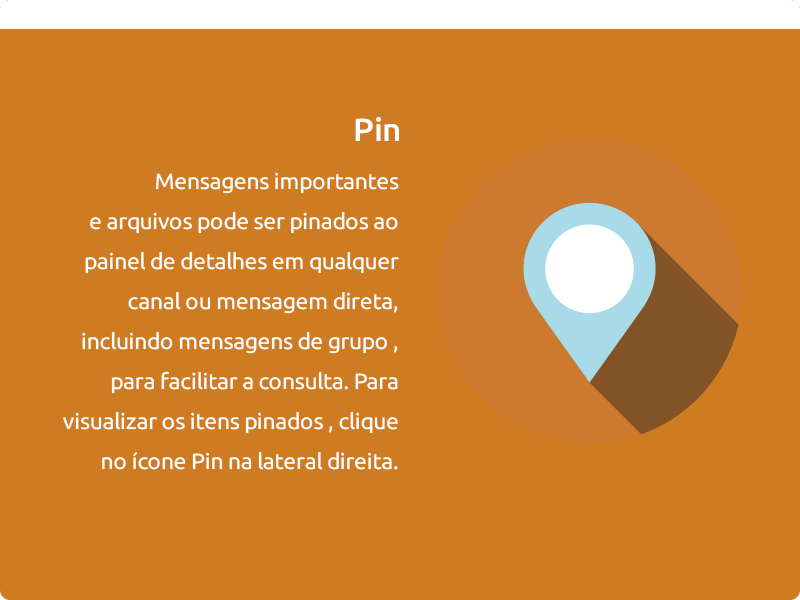 Pin
Mensagens importantes
e arquivos pode ser pinados ao
painel de detalhes em qualquer
canal ou mensagem direta,
incluindo mensagens de grupo ,
para facilitar a consulta. Para
visualizar os itens pinados , clique
no ícone Pin na lateral direita.